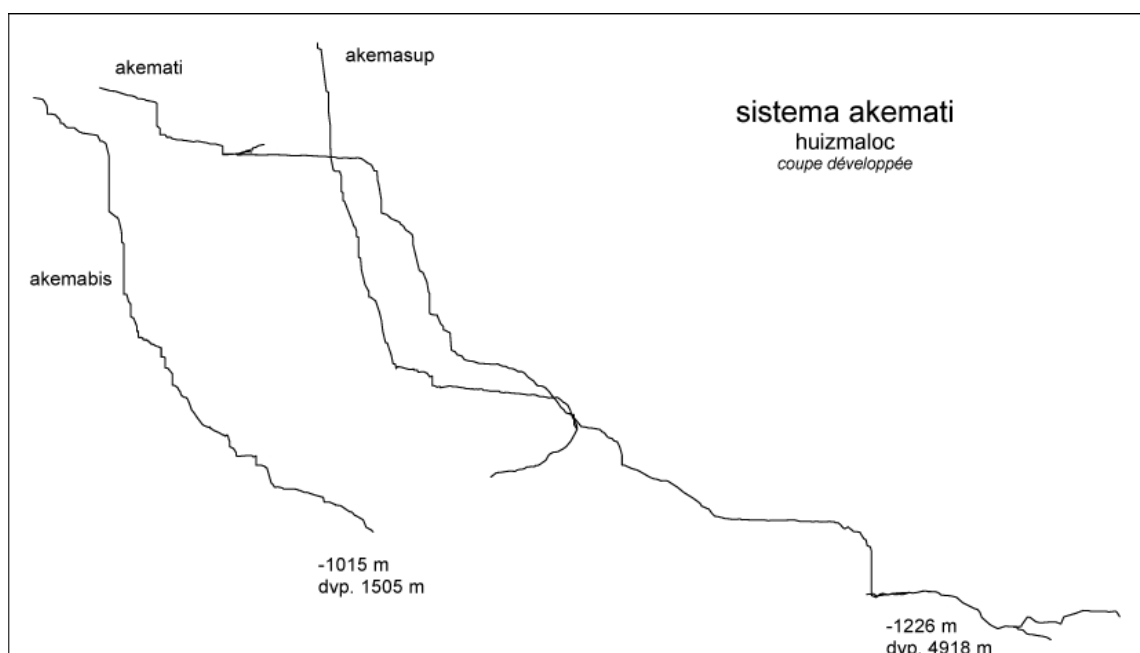 akemasup
akemati
sistema akemati
huizmaloc
coupe développée
akemabis
-1015 m
dvp. 1505 m
-1226 m
dvp. 4918 m